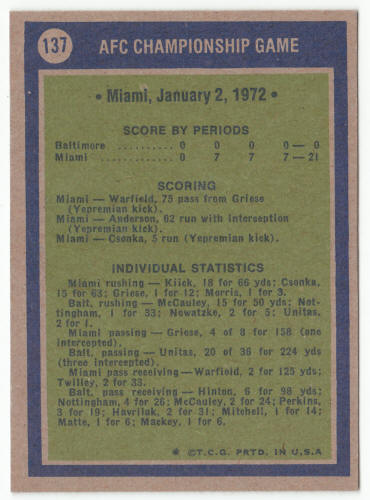 137
AFC CHAMPIONSHIP GAME
• Miami, January 2, 1972 •
SCORE BY PERIODS
Baltimore .......... 0 0 0 0 — 0
Miami .......... 0 7 7 7 — 21
SCORING
Miami — Warfield, 75 pass from Griese
(Yepremian kick).
Miami — Anderson, 62 run with interception
(Yepremian kick).
Miami — Csonka, 5 run (Yepremian kick).
INDIVIDUAL STATISTICS
Miami rushing — Kiick, 18 for 66 yds; Csonka,
15 for 63; Griese, 1 for 12; Morris, 1 for 3.
Balt. rushing — McCauley, 15 for 50 yds; Not-
tingham, 1 for 33; Nowatzke, 2 for 5; Unitas,
2 for 1.
Miami passing — Griese, 4 of 8 for 158 (one
intercepted).
Balt. passing — Unitas, 20 of 36 for 224 yds
(three intercepted).
Miami pass receiving — Warfield, 2 for 125 yds;
Twilley, 2 for 33.
Balt. pass receiving — Hinton, 6 for 98 yds;
Nottingham, 4 for 26; McCauley, 2 for 24; Perkins,
3 for 19; Havrilak, 2 for 31; Mitchell, 1 for 14;
Matte, 1 for 6; Mackey, 1 for 6.
* ©T.C.G. PRTD. IN U.S.A